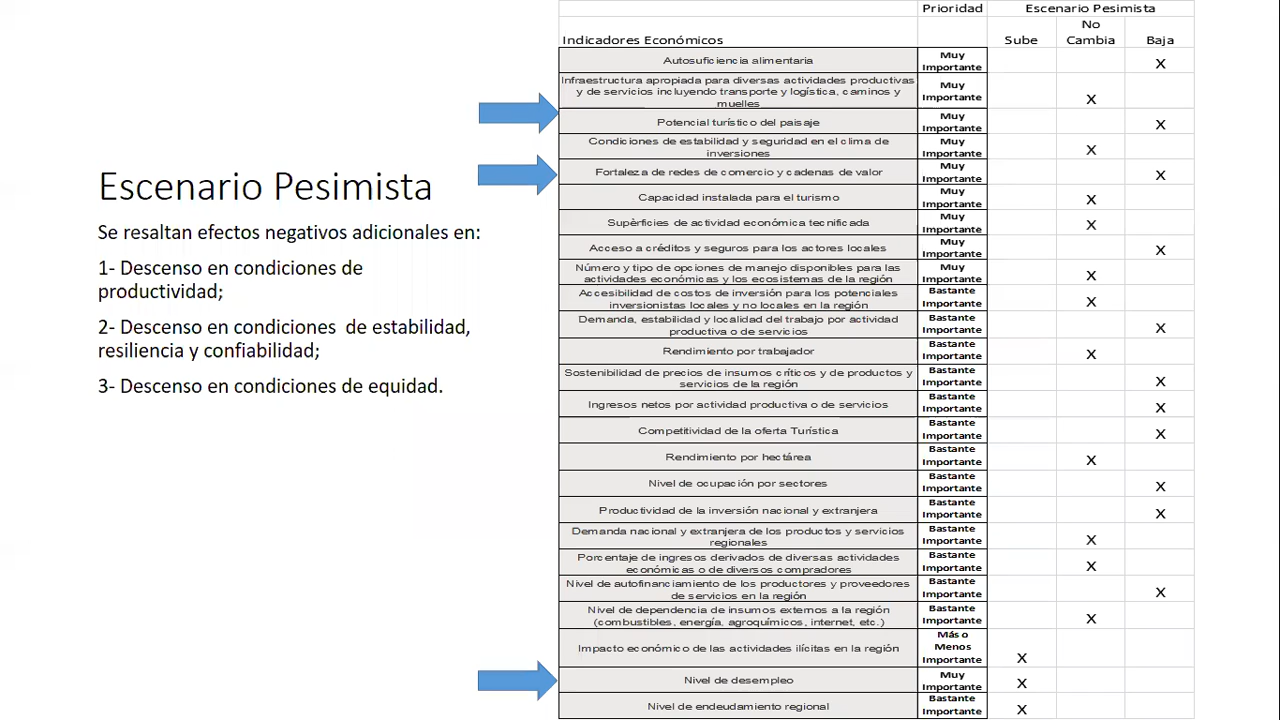 Escenario Pesimista
Se resaltan efectos negativos adicionales en:
1- Descenso en condiciones de
productividad;
2- Descenso en condiciones de estabilidad,
resiliencia y confiabilidad;
3- Descenso en condiciones de equidad.
Prioridad Escenario Pesimista
No
Indicadores Económicos Sube Cambia Baja
Autosuficiencia alimentaria Muy
Importante X
Infraestructura apropiada para diversas actividades productivas
y de servicios incluyendo transporte y logística, caminos y
muelles Muy
Importante X
Potencial turístico del paisaje Muy
Importante X
Condiciones de estabilidad y seguridad en el clima de
inversiones Muy
Importante X
Fortaleza de redes de comercio y cadenas de valor Muy
Importante X
Capacidad instalada para el turismo Muy
Importante X
Supèrficies de actividad económica tecnificada Muy
Importante X
Acceso a créditos y seguros para los actores locales Muy
Importante X
Número y tipo de opciones de manejo disponibles para las
actividades económicas y los ecosistemas de la región Muy
Importante X
Accesibilidad de costos de inversión para los potenciales
inversionistas locales y no locales en la región Bastante
Importante X
Demanda, estabilidad y localidad del trabajo por actividad
productiva o de servicios Bastante
Importante X
Rendimiento por trabajador Bastante
Importante X
Sostenibilidad de precios de insumos críticos y de productos y
servicios de la región Bastante
Importante X
Ingresos netos por actividad productiva o de servicios Bastante
Importante X
Competitividad de la oferta Turística Bastante
Importante X
Rendimiento por hectárea Bastante
Importante X
Nivel de ocupación por sectores Bastante
Importante X
Productividad de la inversión nacional y extranjera Bastante
Importante X
Demanda nacional y extranjera de los productos y servicios
regionales Bastante
Importante X
Porcentaje de ingresos derivados de diversas actividades
económicas o de diversos compradores Bastante
Importante X
Nivel de autofinanciamiento de los productores y proveedores
de servicios en la región Bastante
Importante X
Nivel de dependencia de insumos externos a la región
(combustibles, energía, agroquímicos, internet, etc.) Bastante
Importante X
Impacto económico de las actividades ilícitas en la región Más o
Menos
Importante X
Nivel de desempleo Muy
Importante X
Nivel de endeudamiento regional Bastante
Importante X